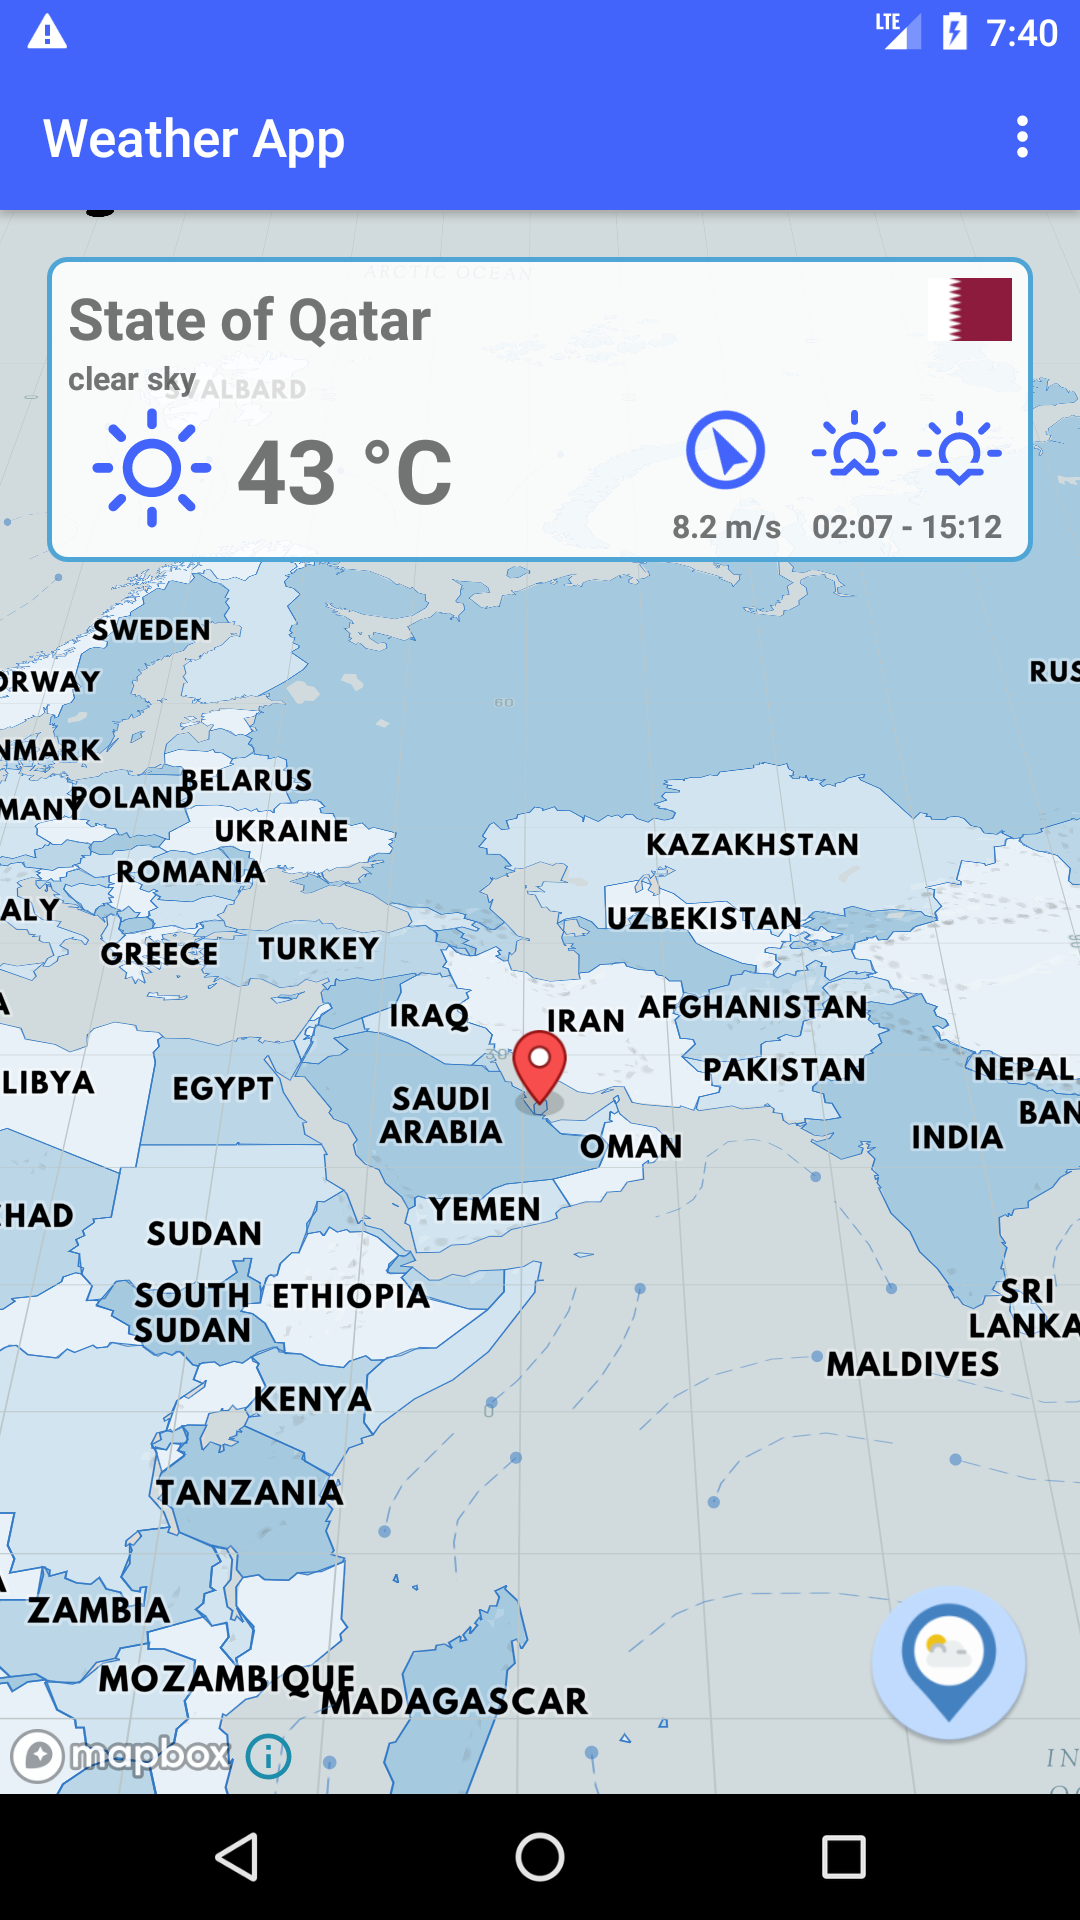 LTE 7:40
Weather App
ARCTIC OCEAN
State of Qatar
clear sky
SVALBARD
43 °C
8.2 m/s 02:07 - 15:12
SWEDEN
ORWAY
RUS
60
NMARK
BELARUS
POLAND
MANY
UKRAINE
KAZAKHSTAN
ROMANIA
ALY
UZBEKISTAN
GREECE
TURKEY
A
AFGHANISTAN
IRAQ
IRAN
30
LIBYA
EGYPT
PAKISTAN
NEPAL
SAUDI
ARABIA
BAN
INDIA
OMAN
CHAD
YEMEN
SUDAN
SOUTH
SUDAN
ETHIOPIA
SRI
LANKA
MALDIVES
KENYA
0
TANZANIA
ZAMBIA
MOZAMBIQUE
MADAGASCAR
mapbox
IN